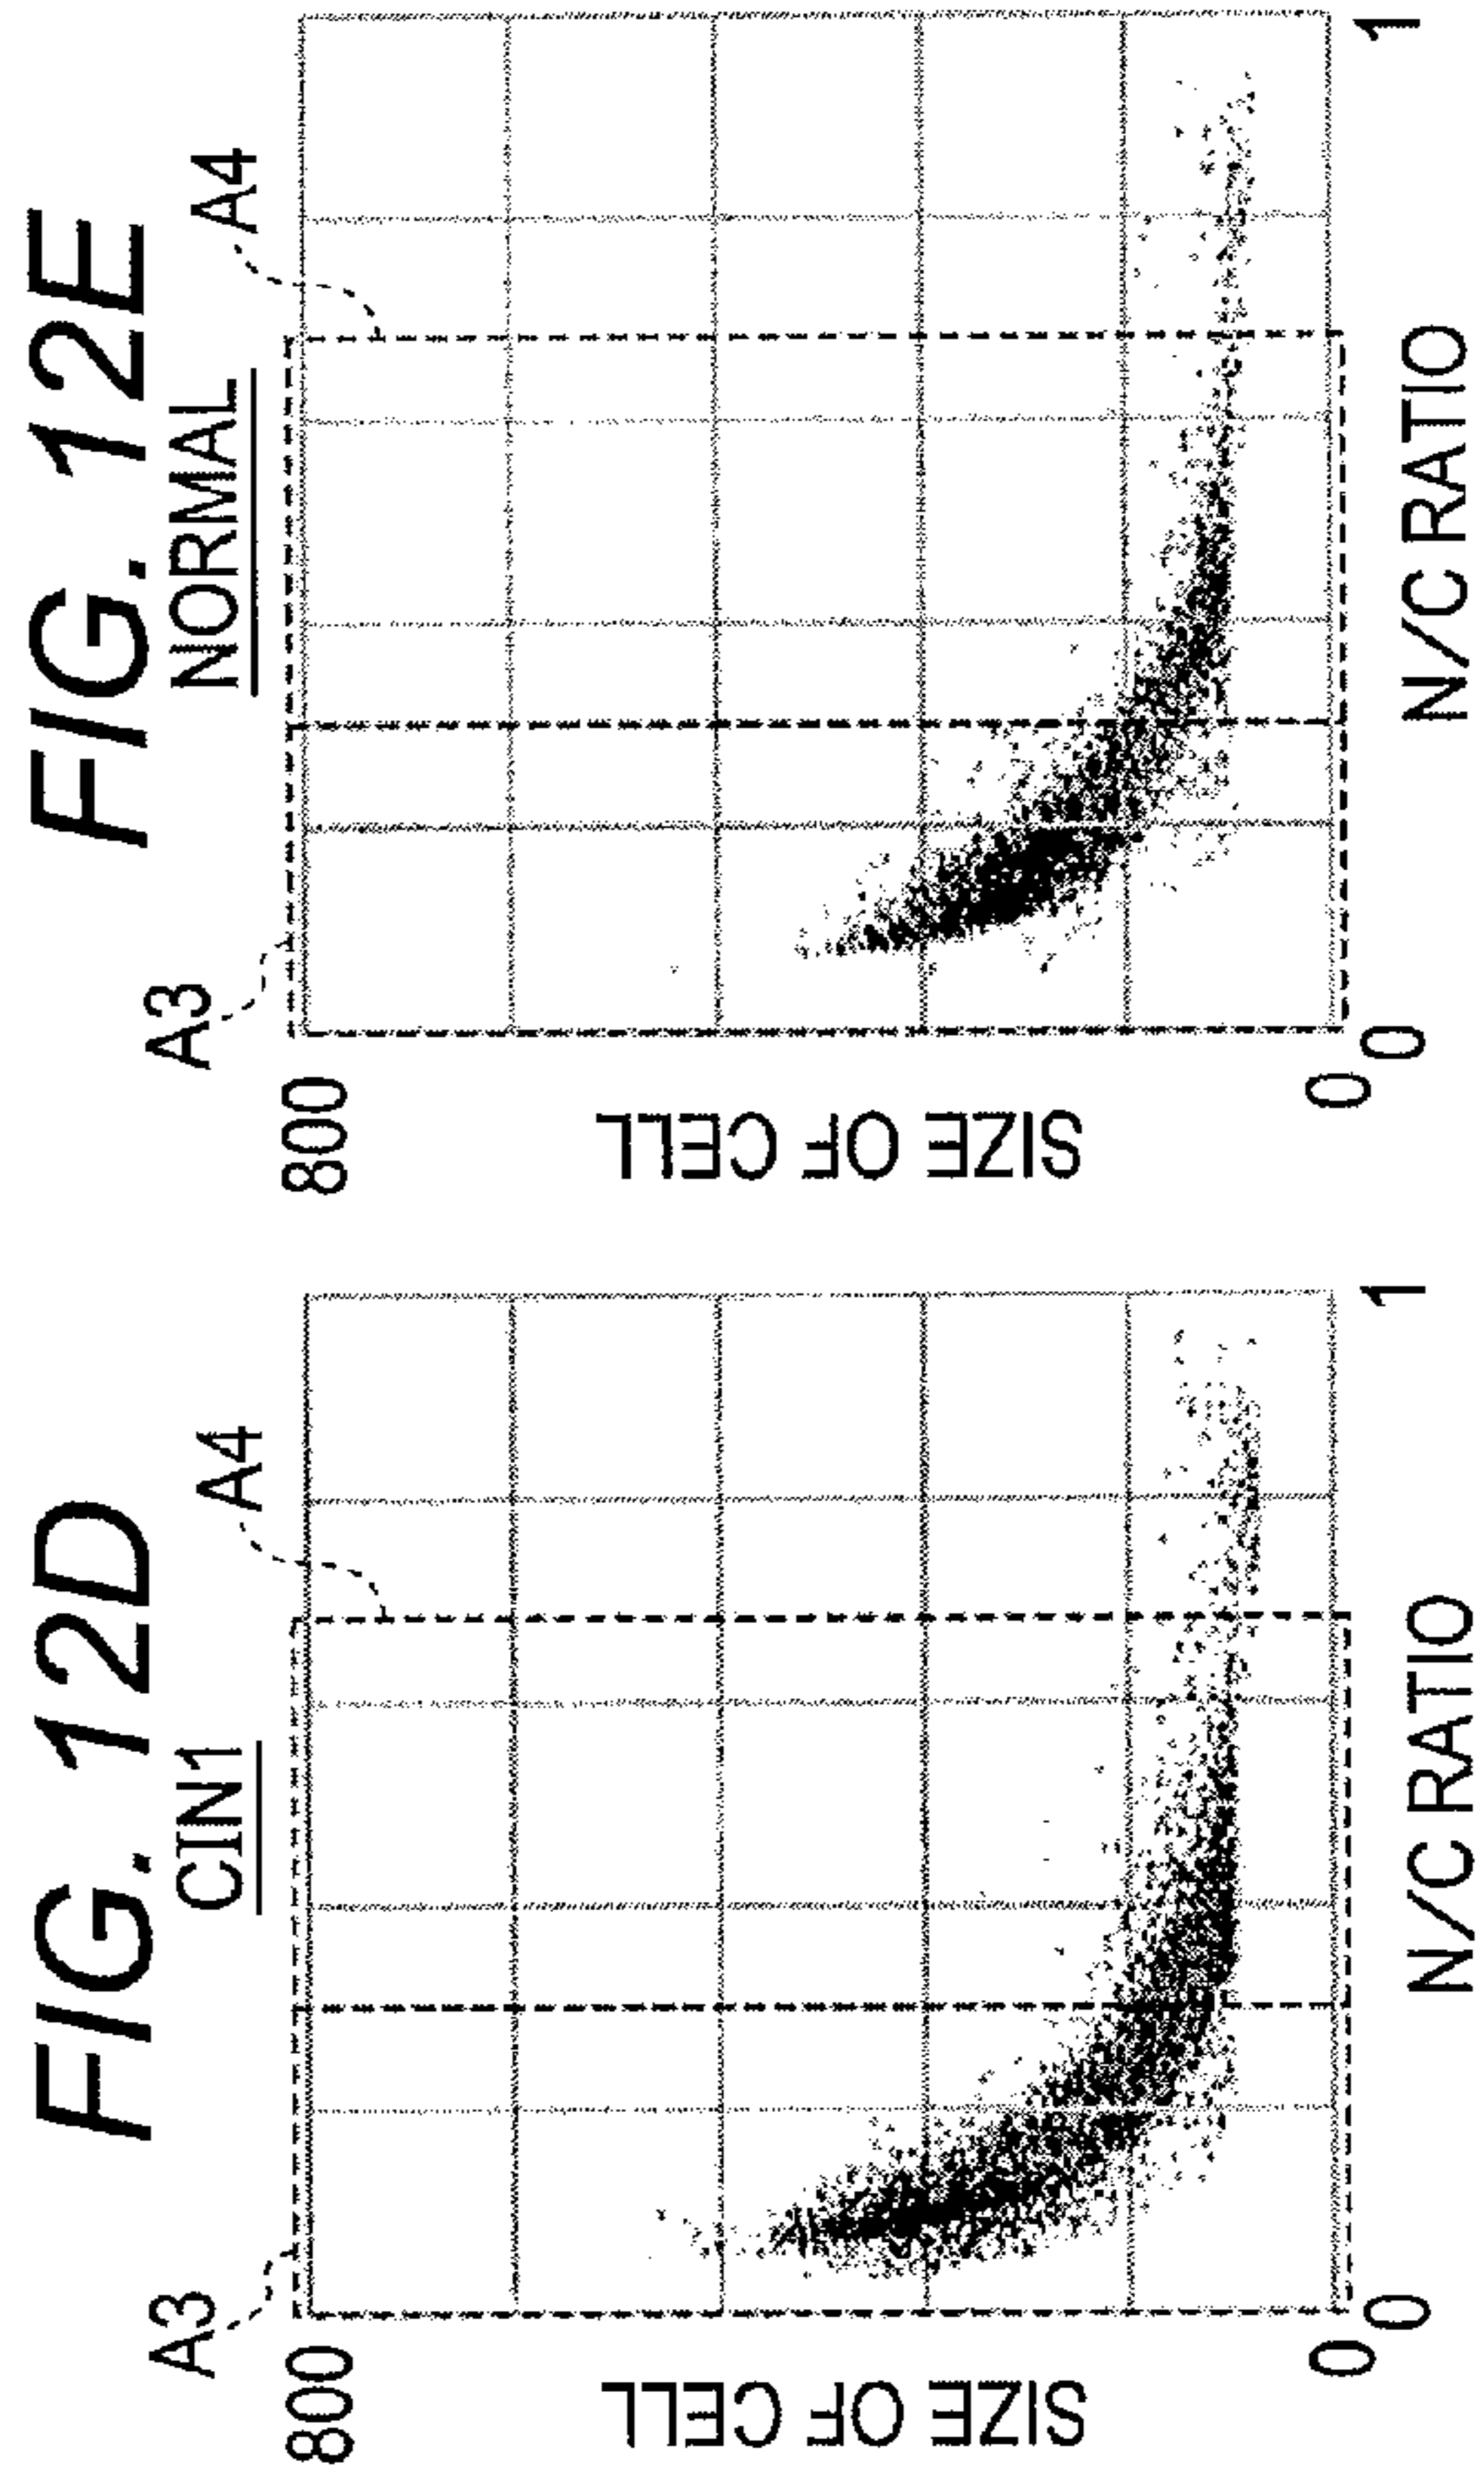 FIG. 12D
CIN1
A3
A4
800
SIZE OF CELL
0
0
1
N/C RATIO
FIG. 12E
NORMAL
A3
A4
800
SIZE OF CELL
0
0
1
N/C RATIO